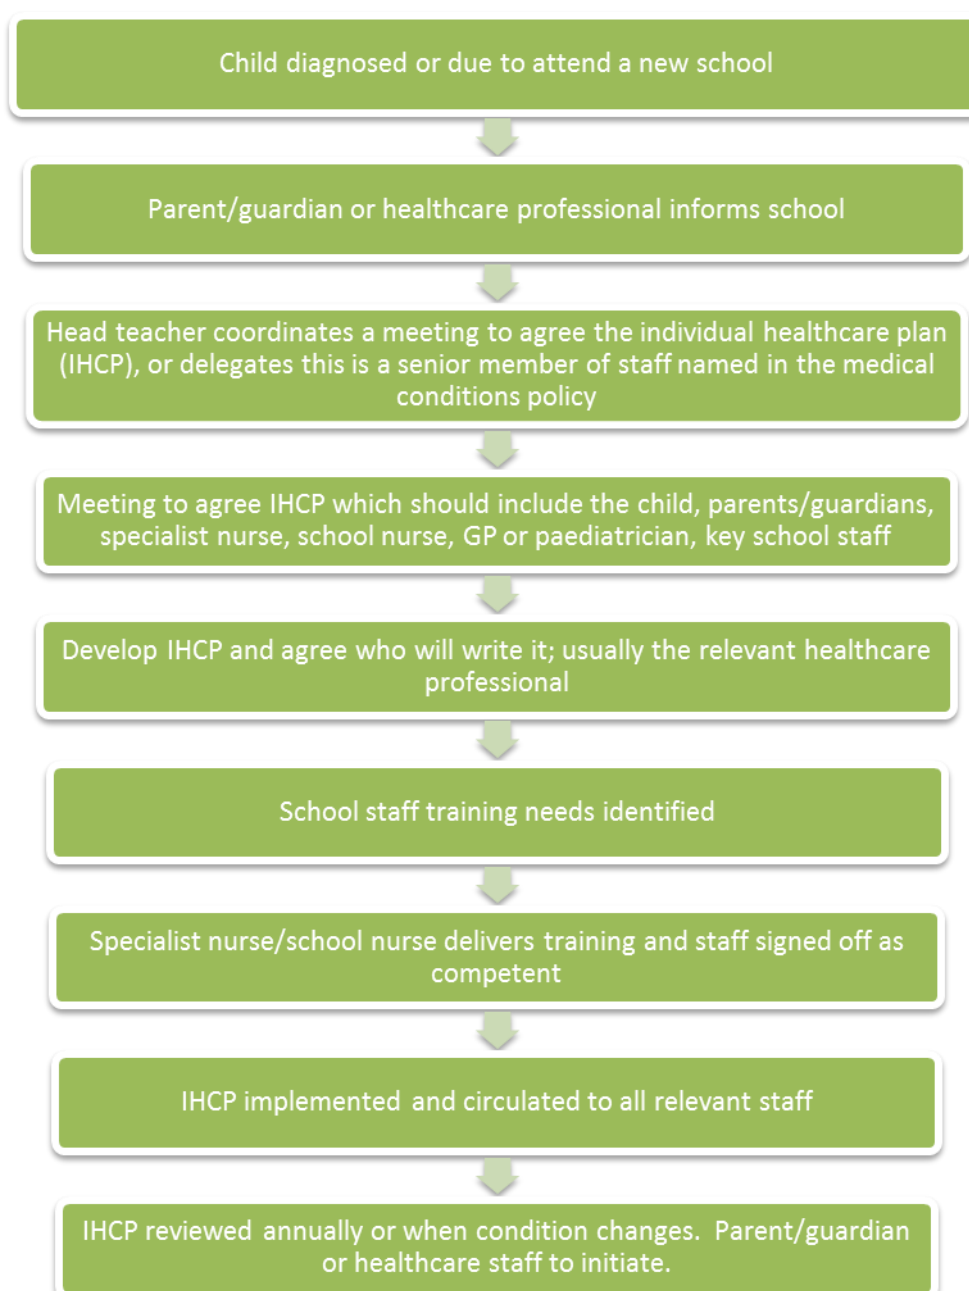 Child diagnosed or due to attend a new school
Parent/guardian or healthcare professional informs school
Head teacher coordinates a meeting to agree the individual healthcare plan
(IHCP), or delegates this is a senior member of staff named in the medical
conditions policy
Meeting to agree IHCP which should include the child, parents/guardians,
specialist nurse, school nurse, GP or paediatrician, key school staff
Develop IHCP and agree who will write it; usually the relevant healthcare
professional
School staff training needs identified
Specialist nurse/school nurse delivers training and staff signed off as
competent
IHCP implemented and circulated to all relevant staff
IHCP reviewed annually or when condition changes. Parent/guardian
or healthcare staff to initiate.